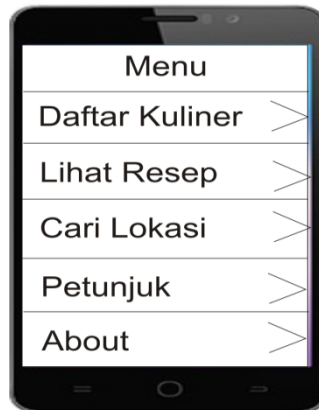 Menu
Daftar Kuliner
Lihat Resep
Cari Lokasi
Petunjuk
About